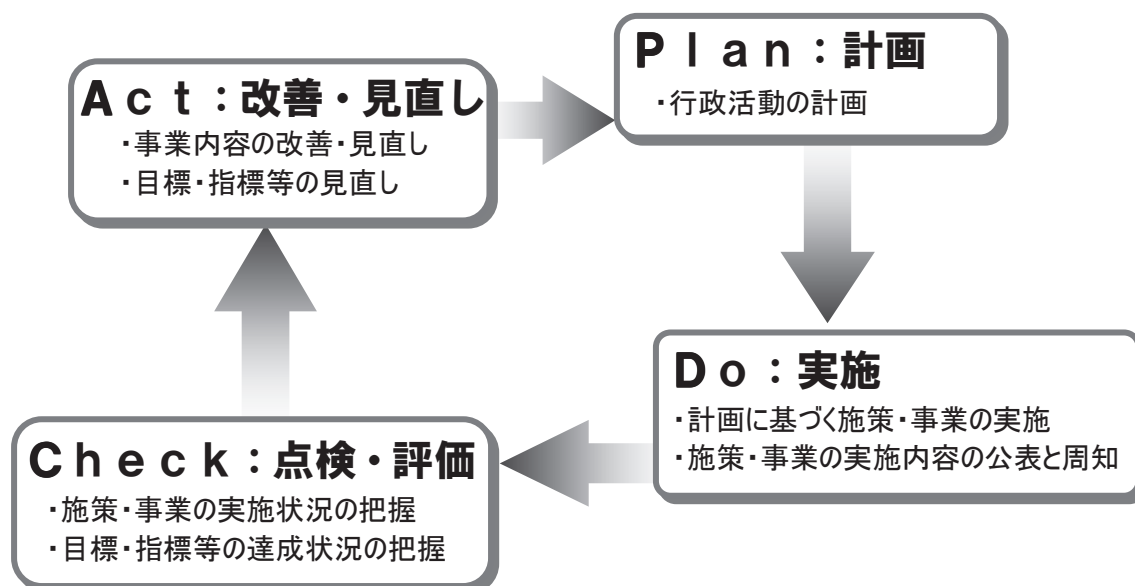 Plan：計画
・行政活動の計画
Do：実施
・計画に基づく施策・事業の実施
・施策・事業の実施内容の公表と周知
Check：点検・評価
・施策・事業の実施状況の把握
・目標・指標等の達成状況の把握
Act：改善・見直し
・事業内容の改善・見直し
・目標・指標等の見直し